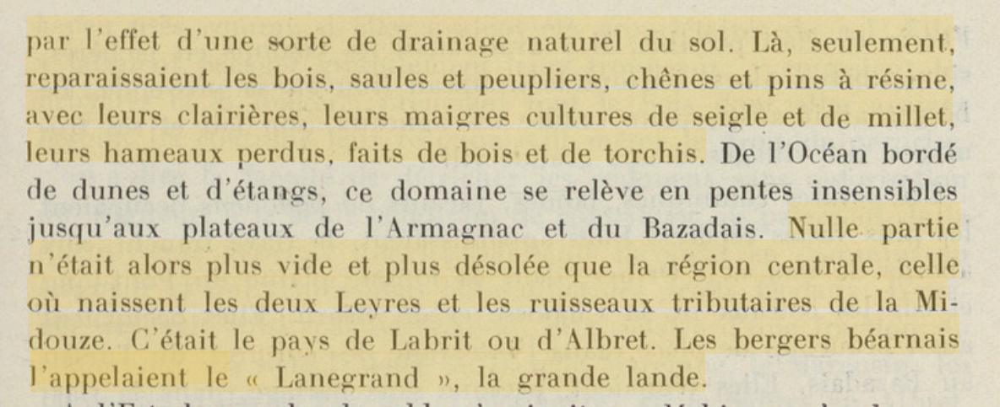 par l'effet d'une sorte de drainage naturel du sol. Là, seulement,
reparaissaient les bois, saules et peupliers, chênes et pins à résine,
avec leurs clairières, leurs maigres cultures de seigle et de millet,
leurs hameaux perdus, faits de bois et de torchis. De l'Océan bordé
de dunes et d'étangs, ce domaine se relève en pentes insensibles
jusqu'aux plateaux de l'Armagnac et du Bazadais. Nulle partie
n'était alors plus vide et plus désolée que la région centrale, celle
où naissent les deux Leyres et les ruisseaux tributaires de la Mi-
douze. C'était le pays de Labrit ou d'Albret. Les bergers béarnais
l'appelaient le « Lanegrand », la grande lande.